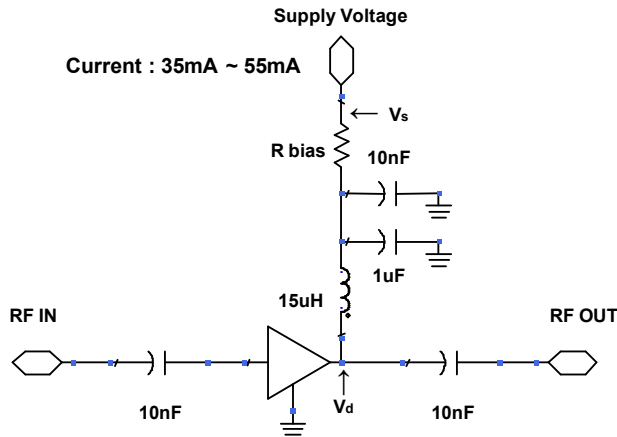 Supply Voltage
Current : 35mA ~ 55mA
Vs
R bias
10nF
1uF
15uH
RF IN
RF OUT
10nF
Vd
10nF